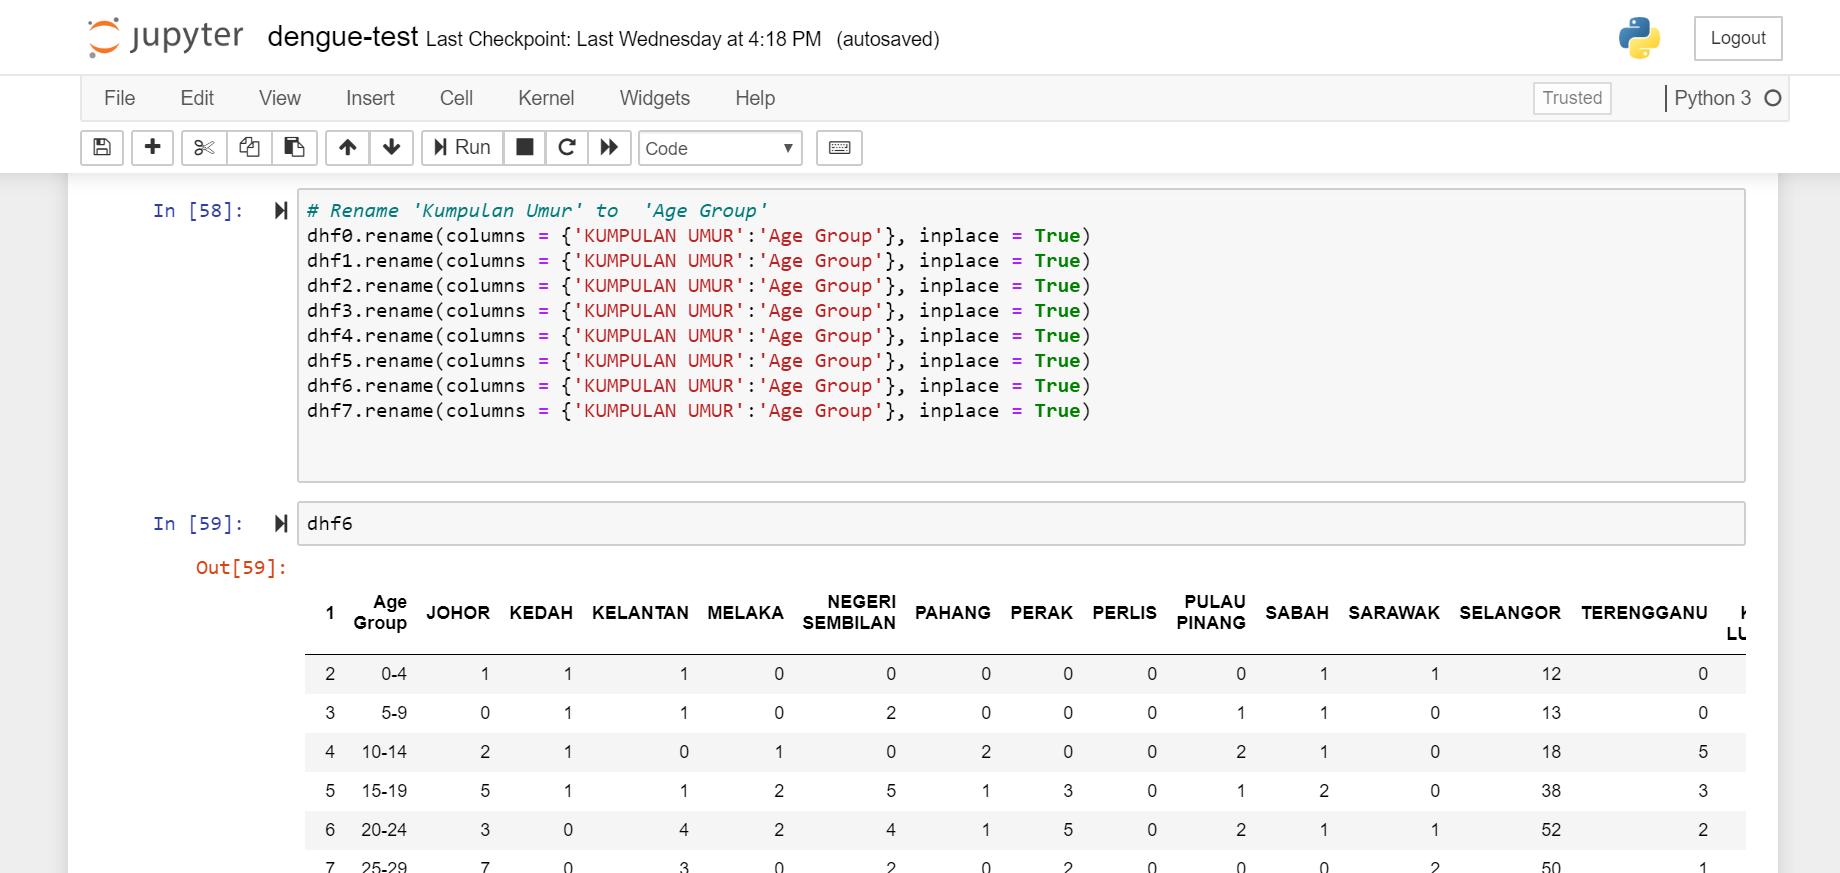 jupyter dengue-test Last Checkpoint: Last Wednesday at 4:18 PM (autosaved) Logout
File Edit View Insert Cell Kernel Widgets Help Trusted Python 3
Run Code
In [58]: # Rename 'Kumpulan Umur' to  'Age Group'
dhf0.rename(columns = {'KUMPULAN UMUR':'Age Group'}, inplace = True)
dhf1.rename(columns = {'KUMPULAN UMUR':'Age Group'}, inplace = True)
dhf2.rename(columns = {'KUMPULAN UMUR':'Age Group'}, inplace = True)
dhf3.rename(columns = {'KUMPULAN UMUR':'Age Group'}, inplace = True)
dhf4.rename(columns = {'KUMPULAN UMUR':'Age Group'}, inplace = True)
dhf5.rename(columns = {'KUMPULAN UMUR':'Age Group'}, inplace = True)
dhf6.rename(columns = {'KUMPULAN UMUR':'Age Group'}, inplace = True)
dhf7.rename(columns = {'KUMPULAN UMUR':'Age Group'}, inplace = True)
In [59]: dhf6
Out[59]:
1 Age Group JOHOR KEDAH KELANTAN MELAKA NEGERI SEMBILAN PAHANG PERAK PERLIS PULAU PINANG SABAH SARAWAK SELANGOR TERENGGANU
2 0-4 1 1 1 0 0 0 0 0 0 1 1 12 0
3 5-9 0 1 1 0 2 0 0 0 1 1 0 13 0
4 10-14 2 1 0 1 0 2 0 0 2 1 0 18 5
5 15-19 5 1 1 2 5 1 3 0 1 2 0 38 3
6 20-24 3 0 4 2 4 1 5 0 2 1 1 52 2
7 25-29 7 0 3 0 2 0 2 0 0 0 2 50 1